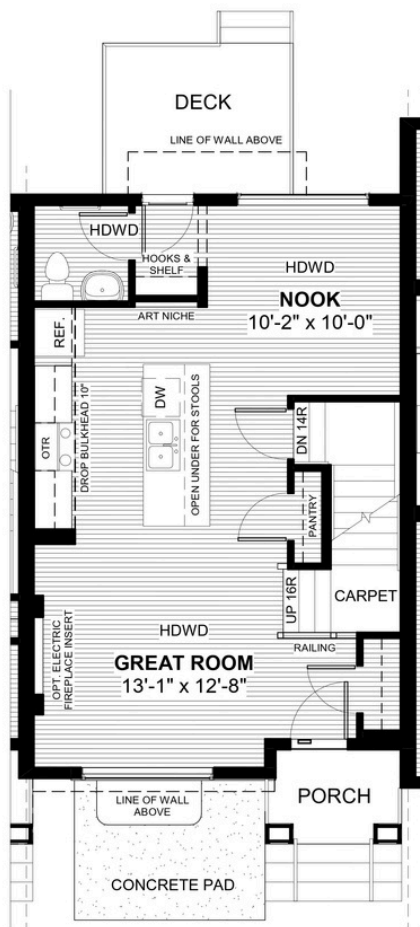 DECK
LINE OF WALL ABOVE
HDWD
HOOKS &
SHELF
HDWD
NOOK
10'-2" x 10'-0"
ART NICHE
REF.
DW
OTR
DROP BULKHEAD 10"
OPEN UNDER FOR STOOLS
DN 14R
PANTRY
UP 16R
CARPET
HDWD
RAILING
GREAT ROOM
13'-1" x 12'-8"
OPT. ELECTRIC
FIREPLACE INSERT
LINE OF WALL
ABOVE
PORCH
CONCRETE PAD